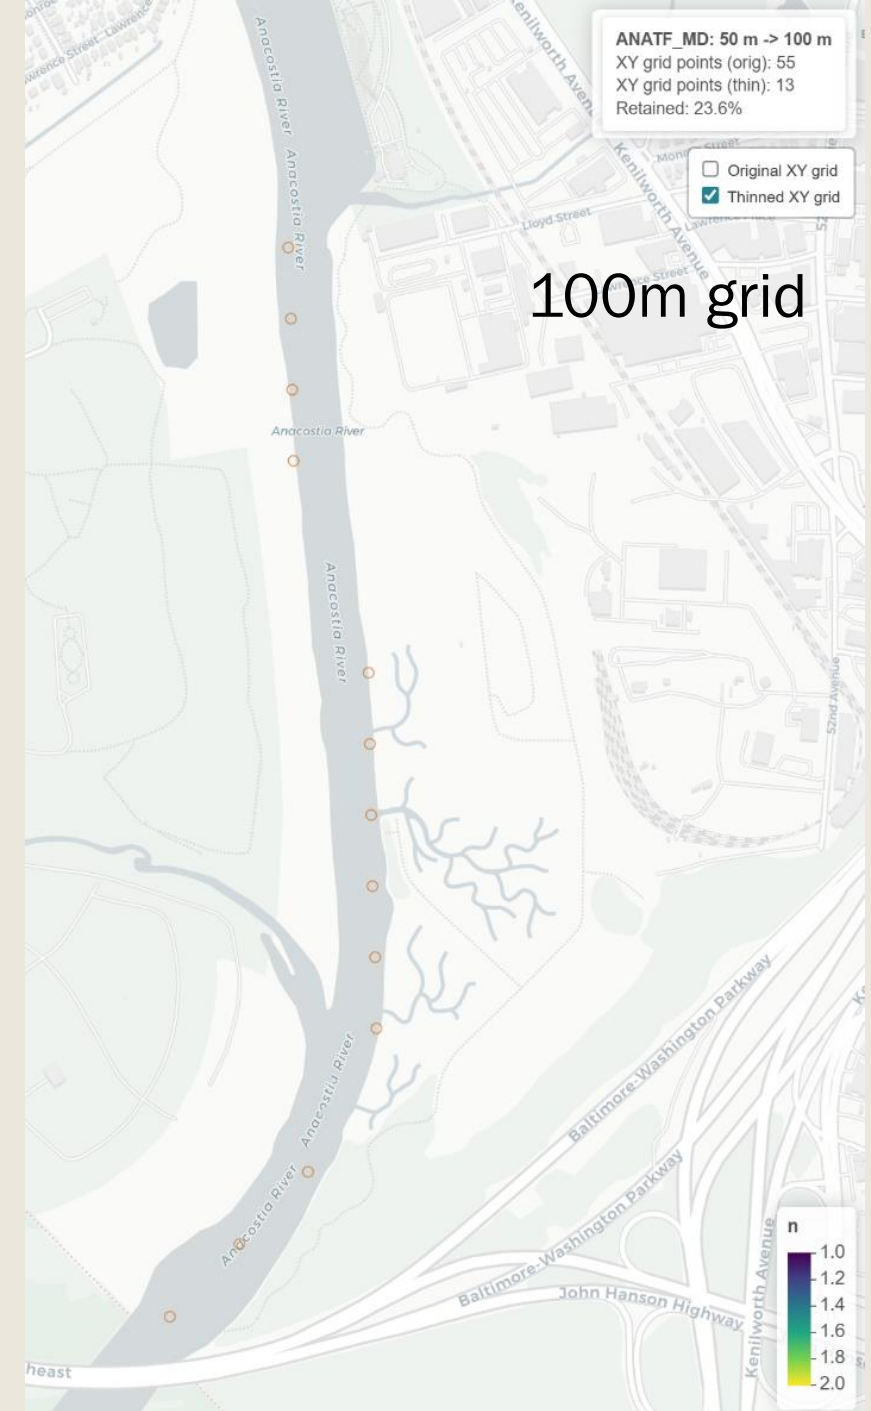 ANATF_MD: 50 m -> 100 m
XY grid points (orig): 55
XY grid points (thin): 13
Retained: 23.6%
Original XY grid
Thinned XY grid
100m grid
Lawrence Street
Anacostia River
Anacostia River
Kenilworth Avenue
Lloyd Street
Anacostia River
Anacostia River
52nd Avenue
Baltimore-Washington Parkway
Anacostia River
Anacostia River
Baltimore-Washington Parkway
John Hanson Highway
Kenilworth Avenue
heast
n
1.0
1.2
1.4
1.6
1.8
2.0